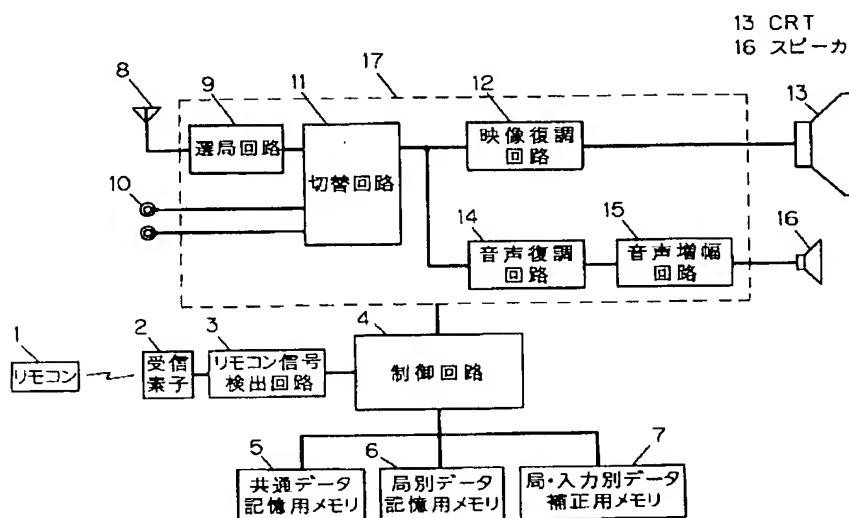 13 CRT
16 スピーカ
17
8
9
11
12
13
選局回路
映像復調
回路
10
切替回路
14
15
16
音声復調
回路
音声増幅
回路
1
2
3
4
リモコン
受信
素子
リモコン信号
検出回路
制御回路
5
6
7
共通データ
記憶用メモリ
局別データ
記憶用メモリ
局・入力別データ
補正用メモリ